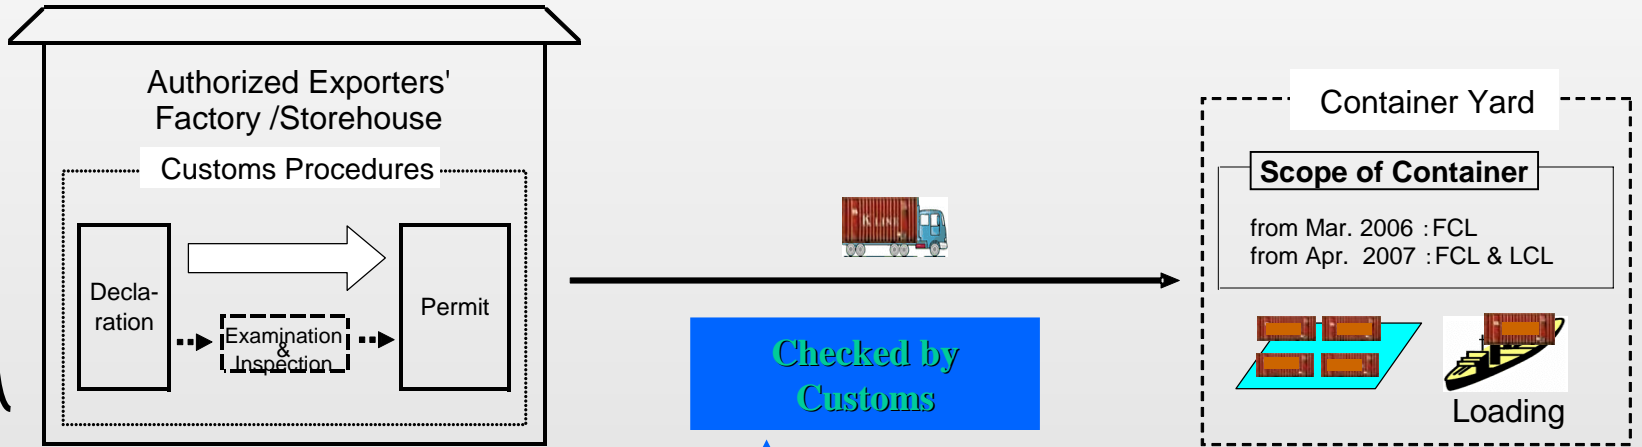 Authorized Exporters'
Factory /Storehouse
Customs Procedures
Decla-
ration
Examination
&
Inspection
Permit
K LINE
Checked by
Customs
Container Yard
Scope of Container
from Mar. 2006 : FCL
from Apr. 2007 : FCL & LCL
Loading